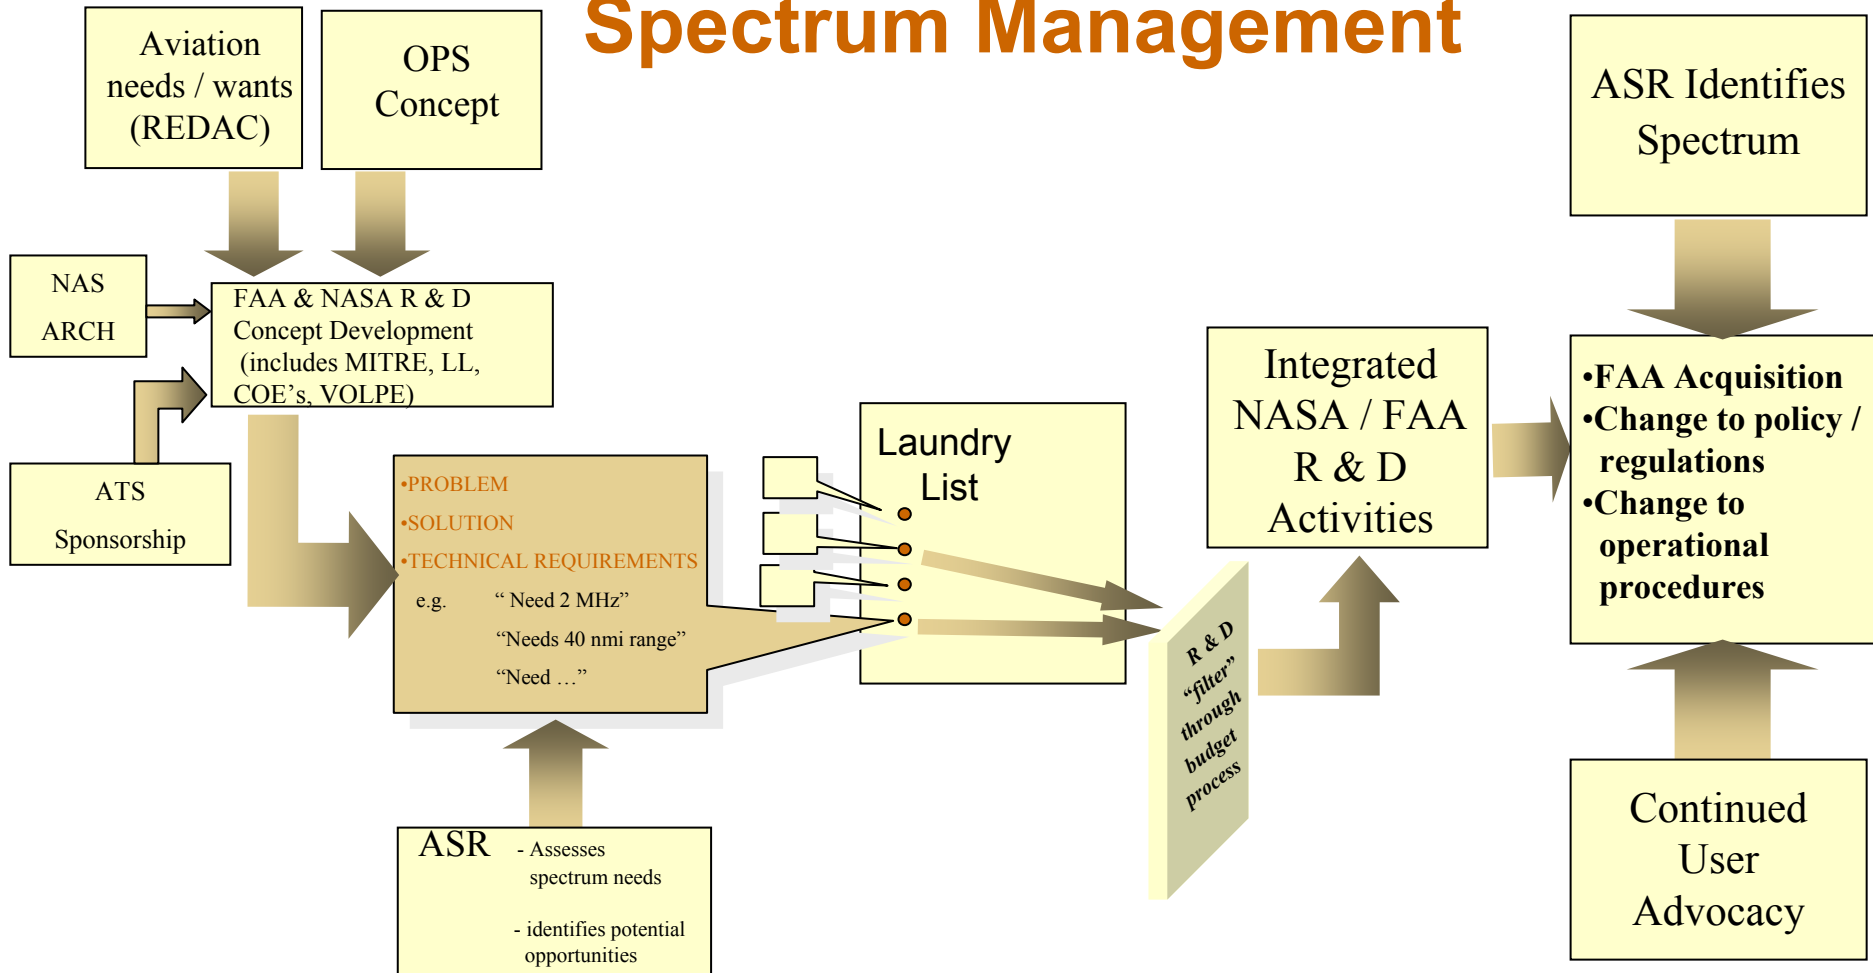 Spectrum Management
Aviation
needs / wants
(REDAC)
OPS
Concept
ASR Identifies
Spectrum
NAS
ARCH
FAA & NASA R & D
Concept Development
(includes MITRE, LL,
COE’s, VOLPE)
ATS
Sponsorship
•PROBLEM
•SOLUTION
•TECHNICAL REQUIREMENTS
e.g. “ Need 2 MHz”
“Needs 40 nmi range”
“Need …”
ASR - Assesses
spectrum needs
- identifies potential
opportunities
Laundry
List
R & D
“filter”
through
budget
process
Integrated
NASA / FAA
R & D
Activities
•FAA Acquisition
•Change to policy /
regulations
•Change to
operational
procedures
Continued
User
Advocacy